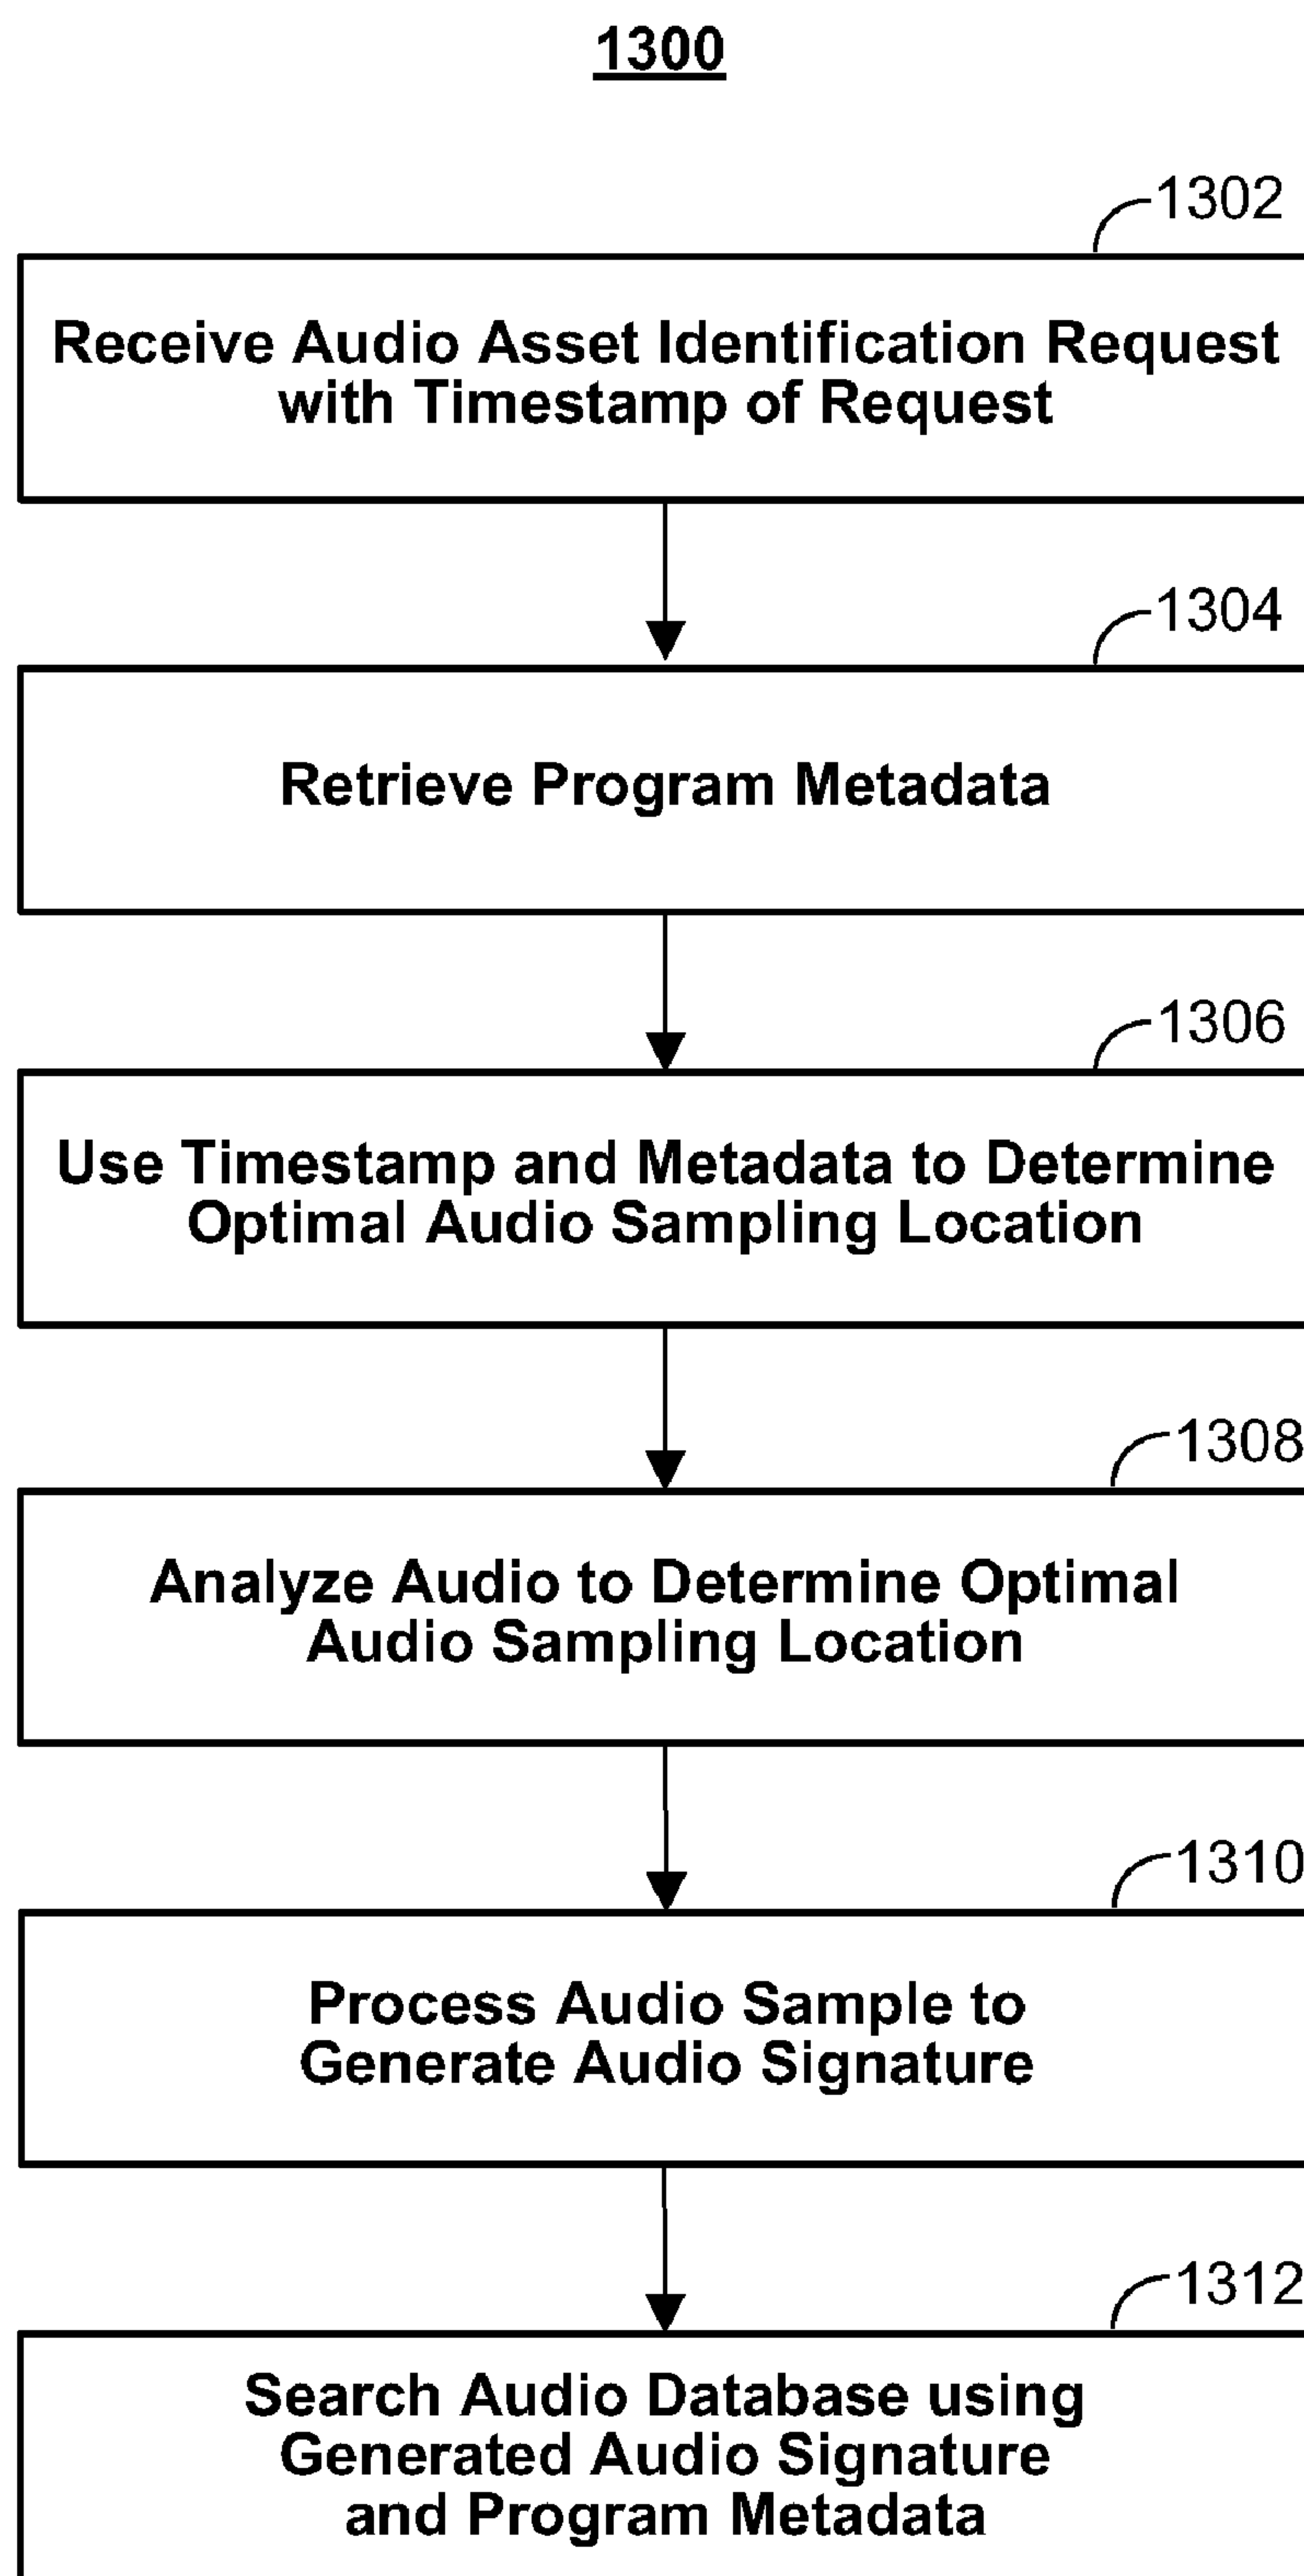 1300
1302
Receive Audio Asset Identification Request
with Timestamp of Request
1304
Retrieve Program Metadata
1306
Use Timestamp and Metadata to Determine
Optimal Audio Sampling Location
1308
Analyze Audio to Determine Optimal
Audio Sampling Location
1310
Process Audio Sample to
Generate Audio Signature
1312
Search Audio Database using
Generated Audio Signature
and Program Metadata